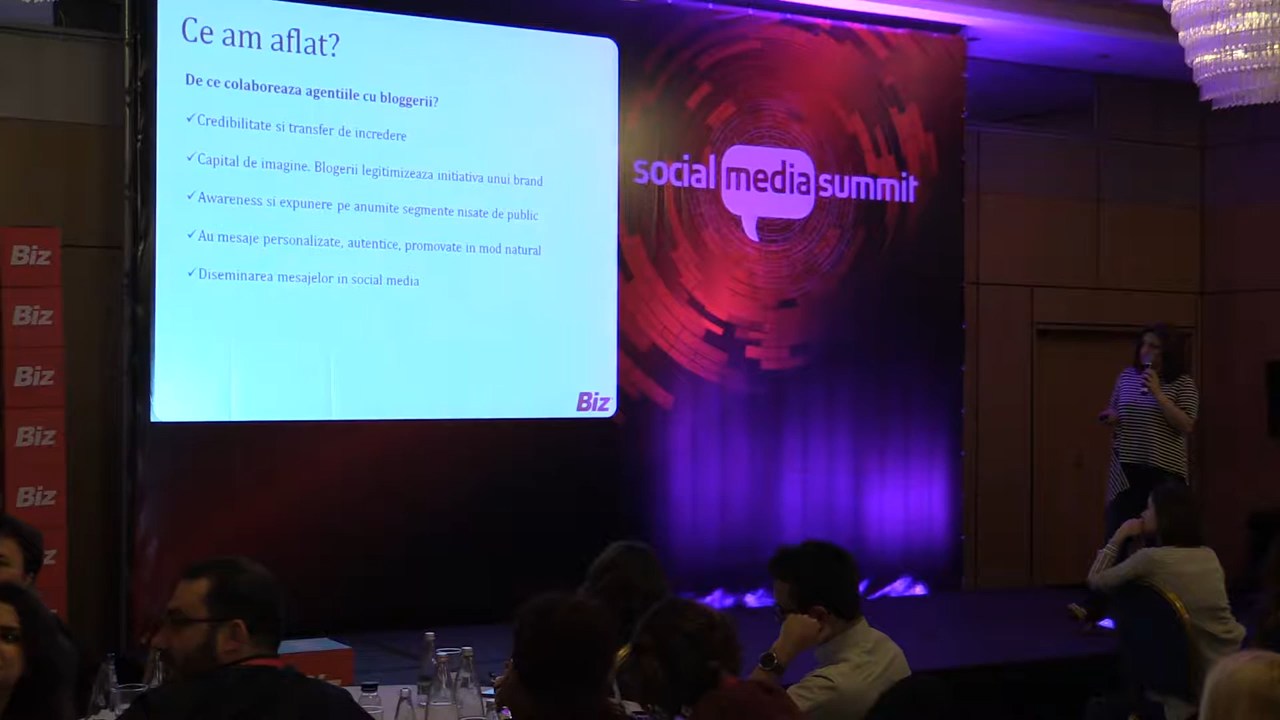 Ce am aflat?
De ce colaboreaza agentiile cu bloggerii?
✓Credibilitate si transfer de incredere
✓Capital de imagine. Blogerii legitimizeaza initiativa unui brand
✓Awareness si expunere pe anumite segmente nisate de public
✓Au mesaje personalizate, autentice, promovate in mod natural
✓Diseminarea mesajelor in social media
Biz
social media summit
Biz
Biz
Biz
Biz
Biz